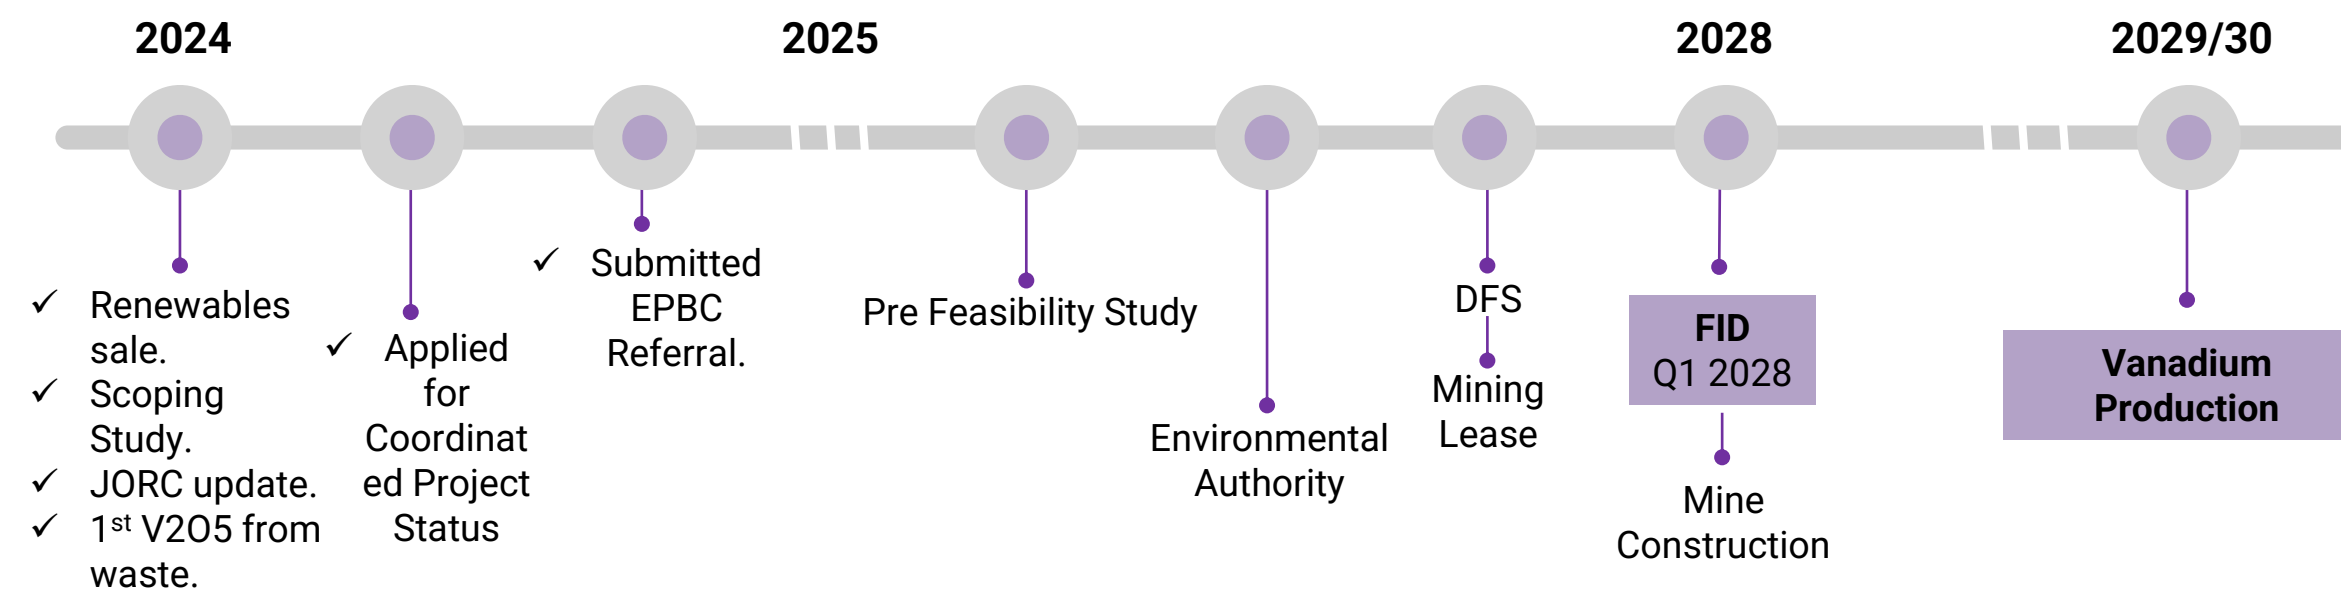 2024
2025
2028
2029/30
✓ Renewables
sale.
✓ Scoping
Study.
✓ JORC update.
✓ 1st V2O5 from
waste.
✓ Applied
for
Coordinat
ed Project
Status
✓ Submitted
EPBC
Referral.
Pre Feasibility Study
Environmental
Authority
DFS
Mining
Lease
FID
Q1 2028
Mine
Construction
Vanadium
Production